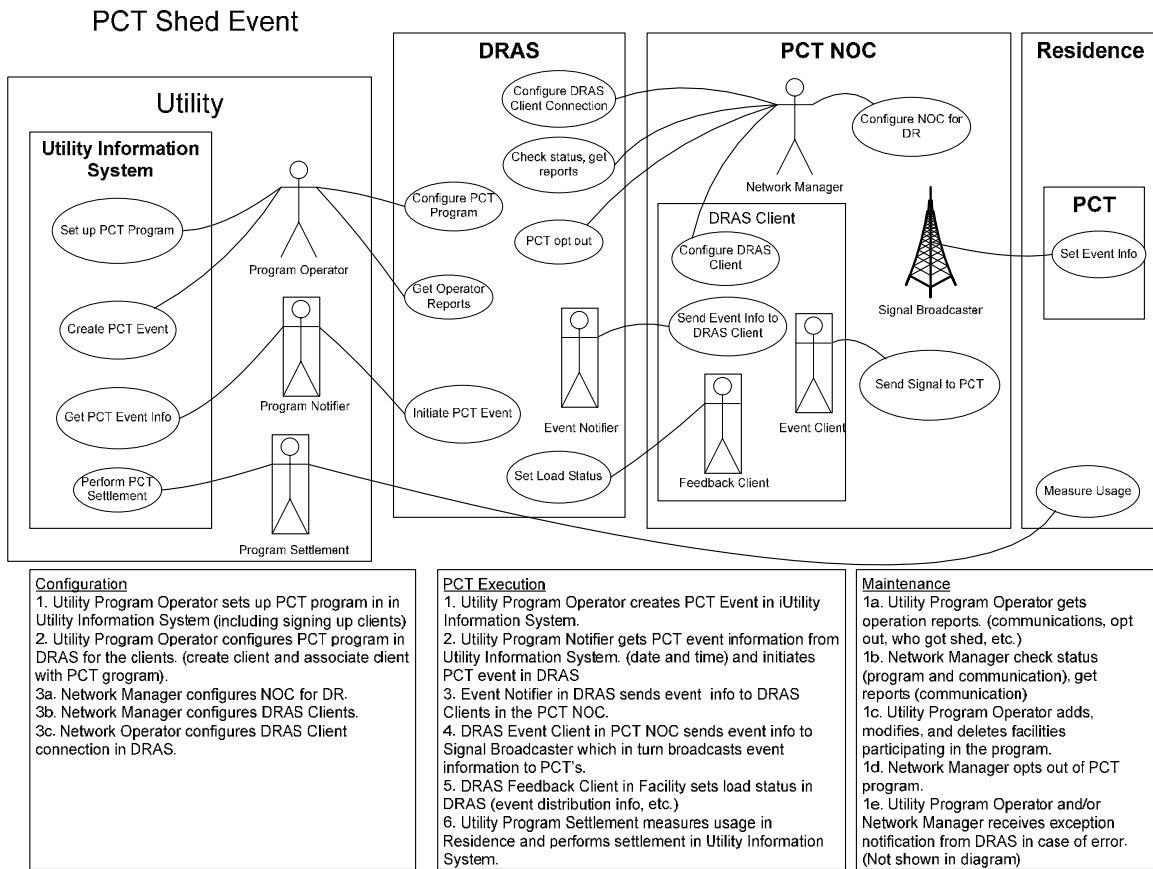 PCT Shed Event
Utility
Utility Information
System
Set up PCT Program
Create PCT Event
Get PCT Event Info
Perform PCT
Settlement
Program Operator
Program Notifier
Program Settlement
DRAS
Configure DRAS
Client Connection
Check status, get
reports
Configure PCT
Program
PCT opt out
Get Operator
Reports
Initiate PCT Event
Event Notifier
Set Load Status
PCT NOC
Network Manager
Configure NOC for
DR
DRAS Client
Configure DRAS
Client
Send Event Info to
DRAS Client
Signal Broadcaster
Event Client
Send Signal to PCT
Feedback Client
Residence
PCT
Set Event Info
Measure Usage
Configuration
1. Utility Program Operator sets up PCT program in in
Utility Information System (including signing up clients)
2. Utility Program Operator configures PCT program in
DRAS for the clients. (create client and associate client
with PCT grogram).
3a. Network Manager configures NOC for DR.
3b. Network Manager configures DRAS Clients.
3c. Network Operator configures DRAS Client
connection in DRAS.
PCT Execution
1. Utility Program Operator creates PCT Event in iUtility
Information System.
2. Utility Program Notifier gets PCT event information from
Utility Information System. (date and time) and initiates
PCT event in DRAS
3. Event Notifier in DRAS sends event info to DRAS
Clients in the PCT NOC.
4. DRAS Event Client in PCT NOC sends event info to
Signal Broadcaster which in turn broadcasts event
information to PCT's.
5. DRAS Feedback Client in Facility sets load status in
DRAS (event distribution info, etc.)
6. Utility Program Settlement measures usage in
Residence and performs settlement in Utility Information
System.
Maintenance
1a. Utility Program Operator gets
operation reports. (communications, opt
out, who got shed, etc.)
1b. Network Manager check status
(program and communication), get
reports (communication)
1c. Utility Program Operator adds,
modifies, and deletes facilities
participating in the program.
1d. Network Manager opts out of PCT
program.
1e. Utility Program Operator and/or
Network Manager receives exception
notification from DRAS in case of error.
(Not shown in diagram)